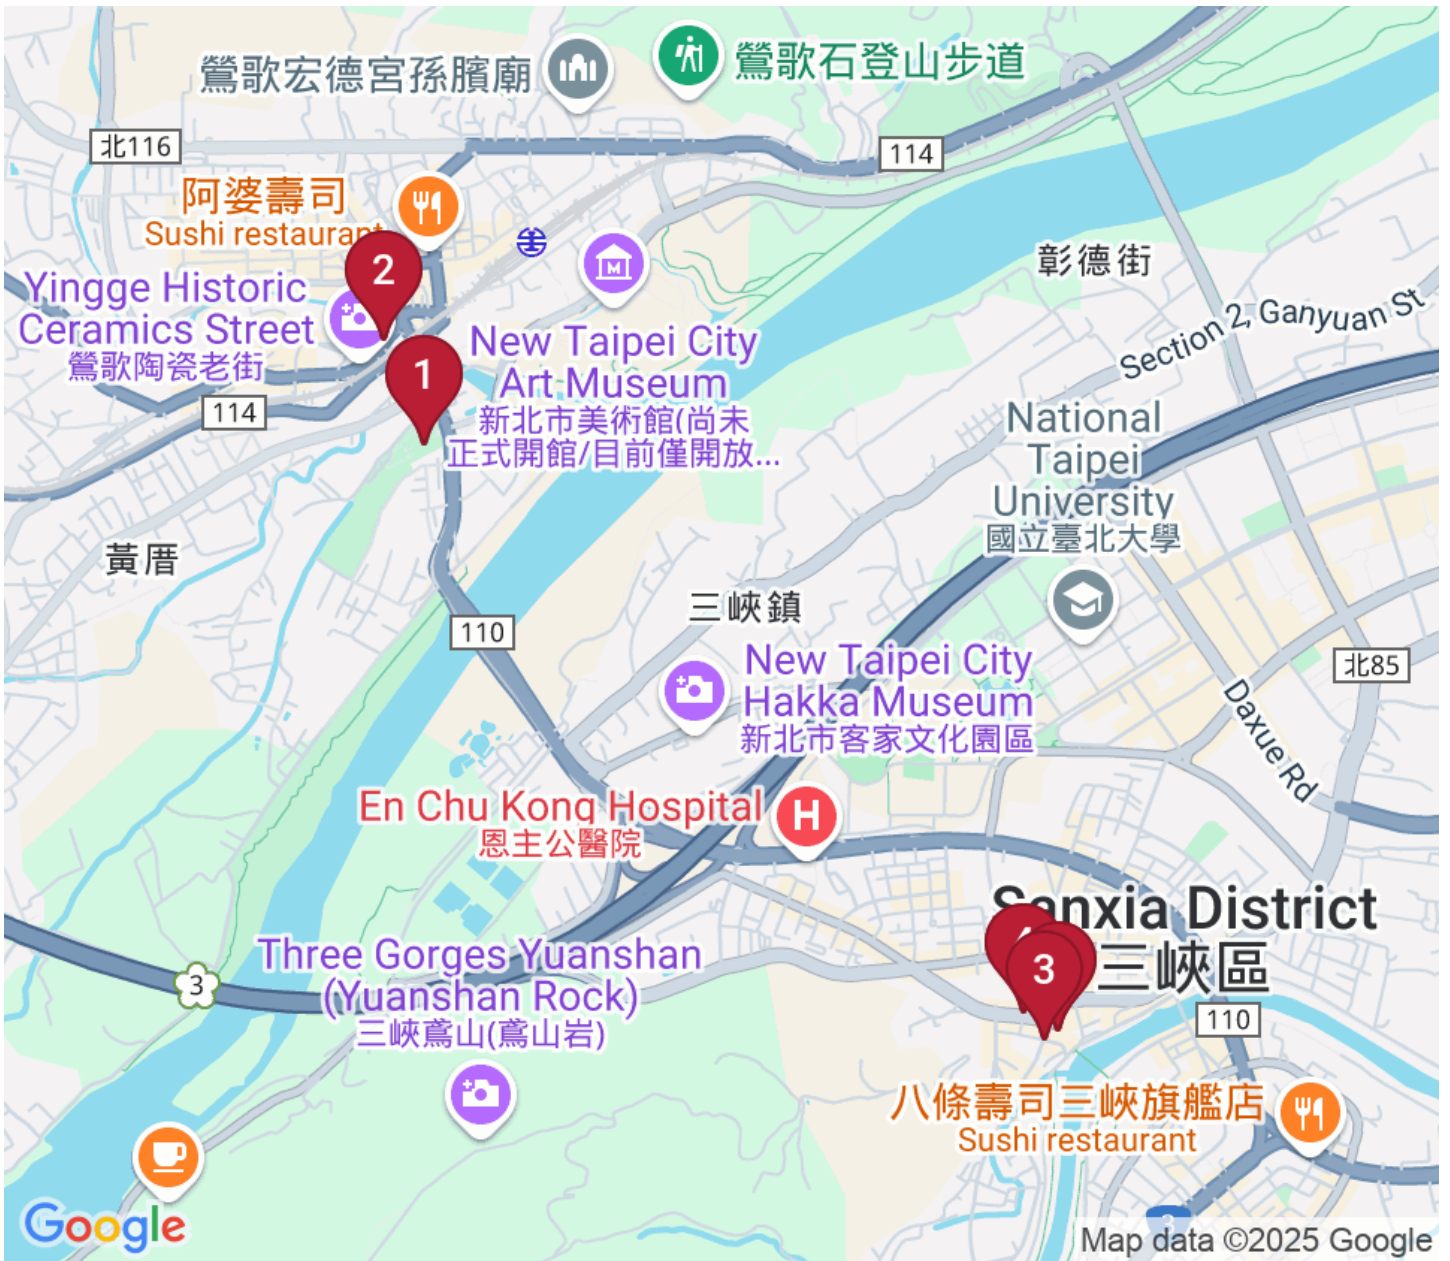 鶯歌宏德宮孫臏廟
鶯歌石登山步道
北116
114
阿婆壽司
Sushi restaurant
彰德街
2
Yingge Historic
Ceramics Street
鶯歌陶瓷老街
Section 2, Ganyuan St
M
New Taipei City
Art Museum
新北市美術館(尚未
正式開館/目前僅開放...
1
114
National
Taipei
University
國立臺北大學
黃厝
三峽鎮
110
北85
New Taipei City
Hakka Museum
新北市客家文化園區
Daxue Rd
En Chu Kong Hospital
恩主公醫院
H
Sanxia District
三峽區
4
3
Three Gorges Yuanshan
(Yuanshan Rock)
三峽鳶山(鳶山岩)
3
110
八條壽司三峽旗艦店
Sushi restaurant
3
Google
Map data ©2025 Google